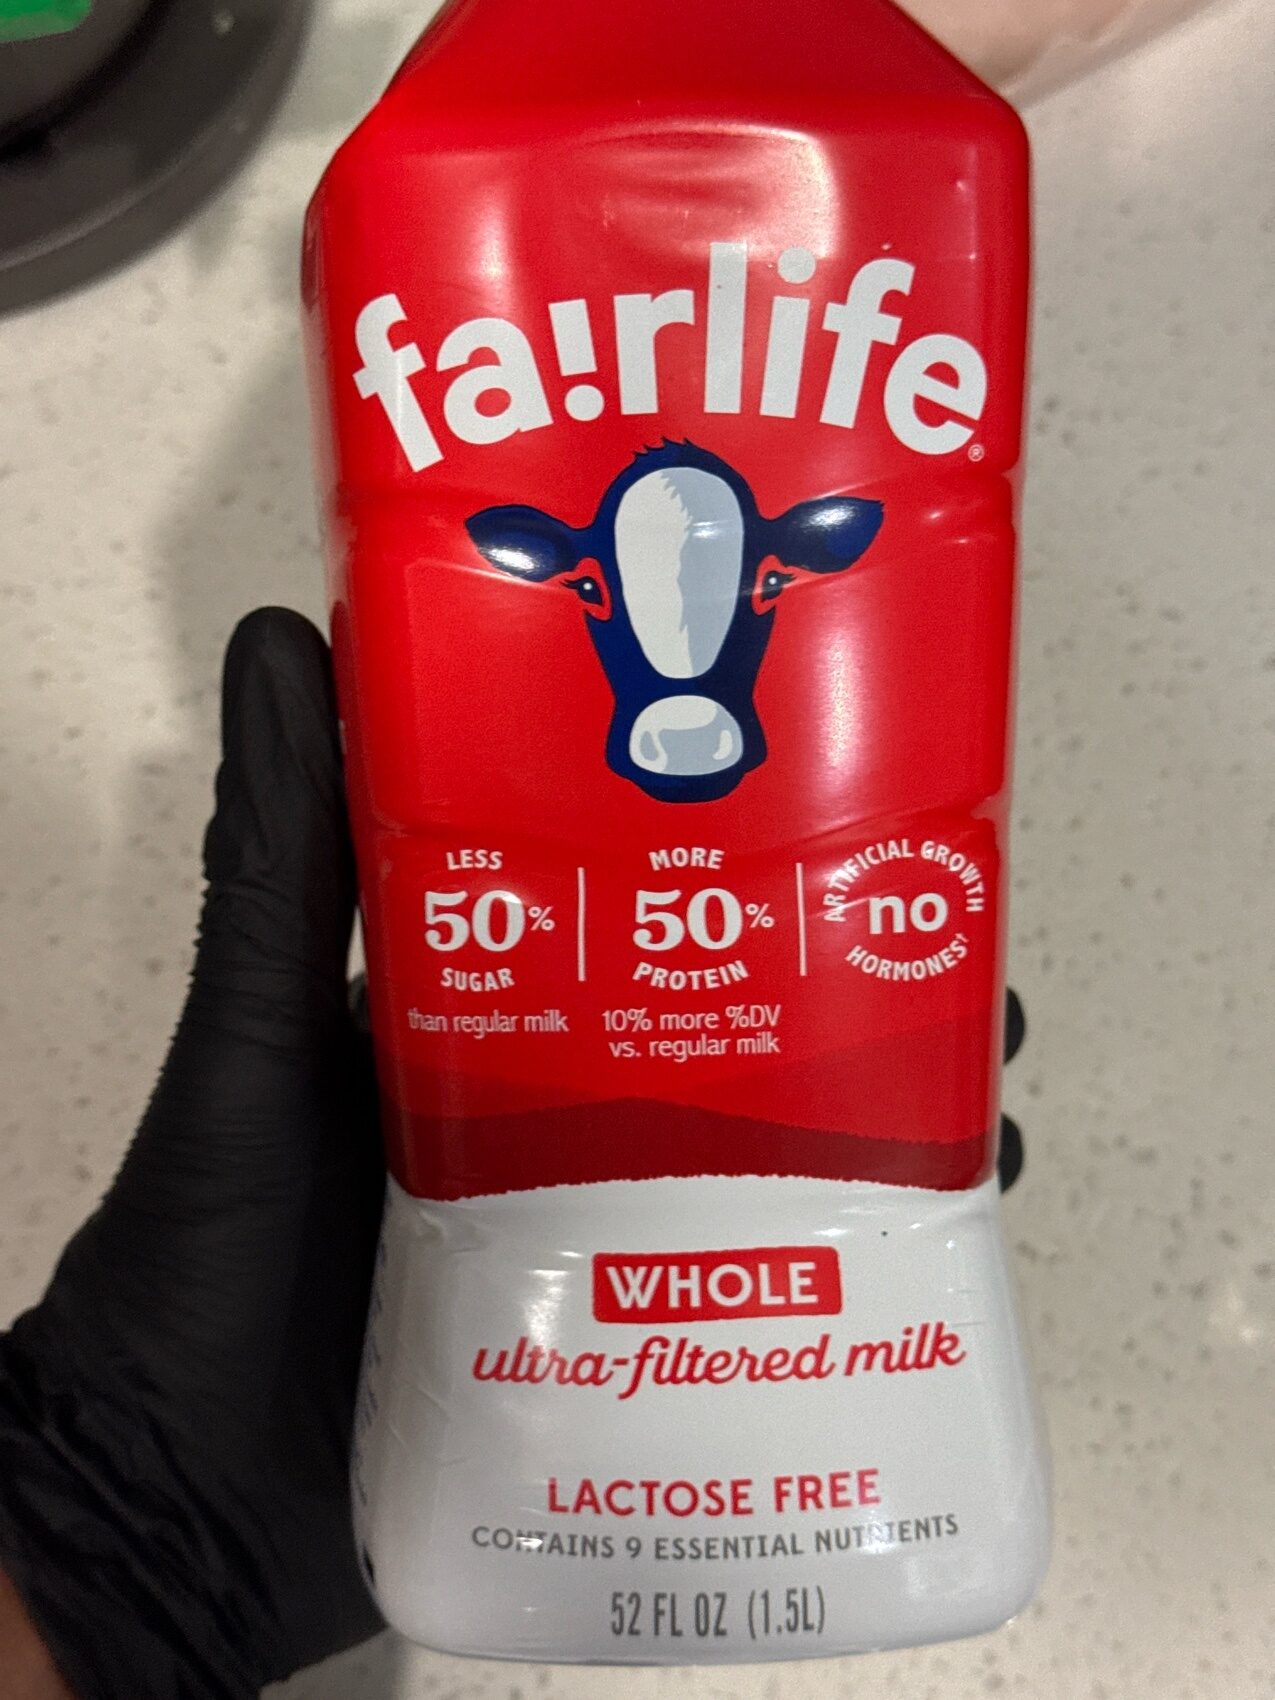 fa!rlife®
LESS
50%
SUGAR
than regular milk
MORE
50%
PROTEIN
10% more %DV
vs. regular milk
ARTIFICIAL GROWTH
no
HORMONES†
WHOLE
ultra-filtered milk
LACTOSE FREE
CONTAINS 9 ESSENTIAL NUTRIENTS
52 FL OZ (1.5L)